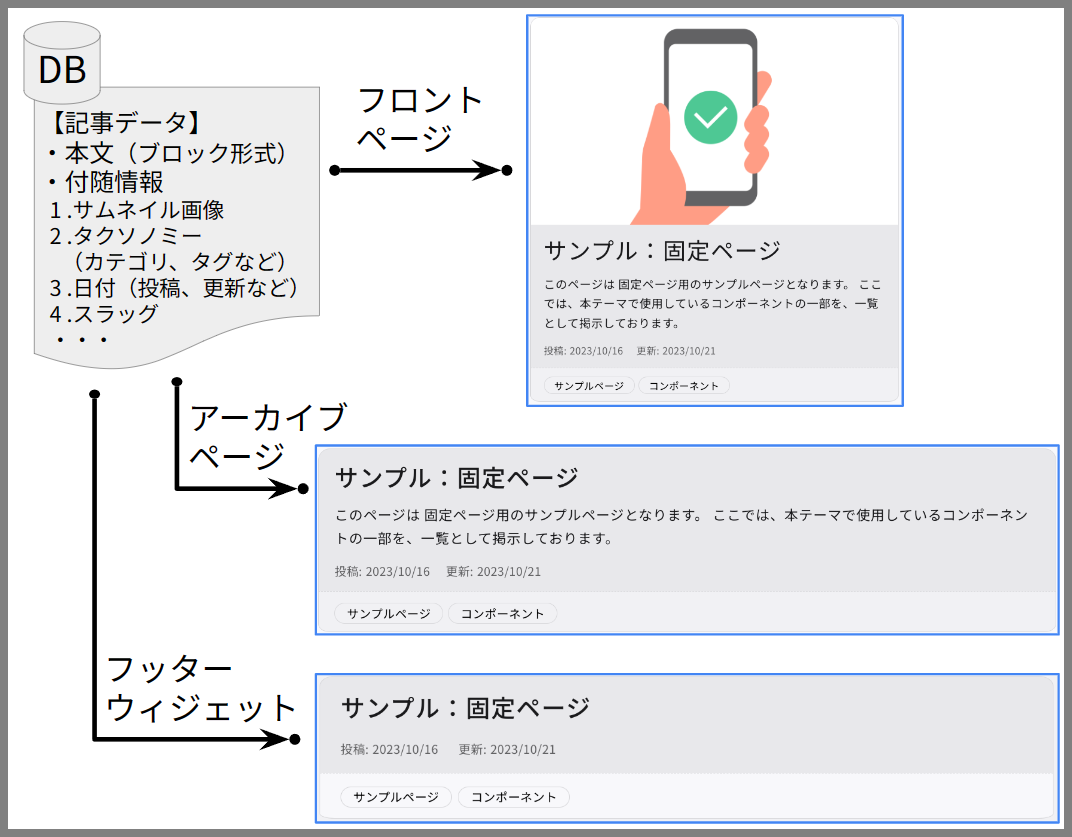 DB
【記事データ】
・本文（ブロック形式）
・付随情報
1.サムネイル画像
2.タクソノミー
（カテゴリ、タグなど）
3.日付（投稿、更新など）
4.スラッグ
・・・
フロント
ページ
サンプル：固定ページ
このページは 固定ページ用のサンプルページとなります。 ここ
では、本テーマで使用しているコンポーネントの一部を、一覧
として掲示しております。
投稿: 2023/10/16 更新: 2023/10/21
サンプルページ コンポーネント
アーカイブ
ページ
サンプル：固定ページ
このページは 固定ページ用のサンプルページとなります。 ここでは、本テーマで使用しているコンポーネン
トの一部を、一覧として掲示しております。
投稿: 2023/10/16 更新: 2023/10/21
サンプルページ コンポーネント
フッター
ウィジェット
サンプル：固定ページ
投稿: 2023/10/16 更新: 2023/10/21
サンプルページ コンポーネント